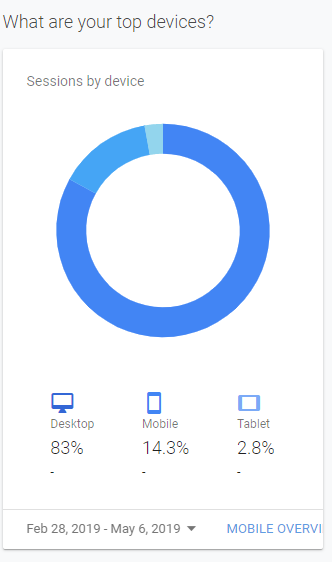 What are your top devices?
Sessions by device
Desktop Mobile Tablet
83% 14.3% 2.8%
- - -
Feb 28, 2019 - May 6, 2019 MOBILE OVERVI